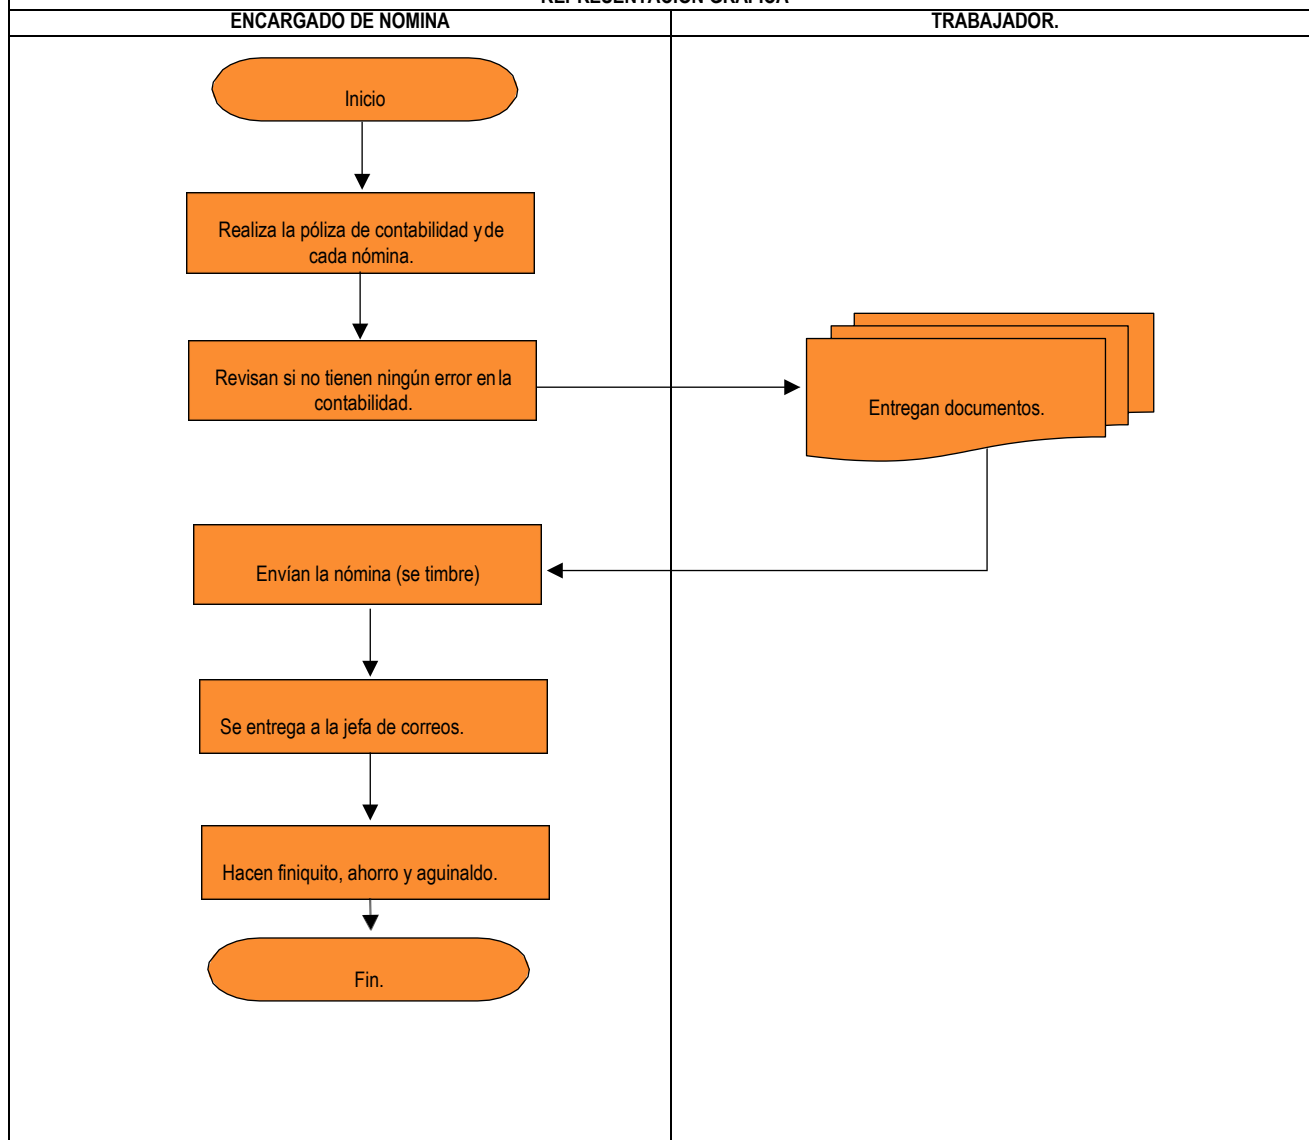 REPRESENTACIÓN GRÁFICA
ENCARGADO DE NOMINA
TRABAJADOR.
Inicio
Realiza la póliza de contabilidad y de
cada nómina.
Revisan si no tienen ningún error en la
contabilidad.
Entregan documentos.
Envían la nómina (se timbre)
Se entrega a la jefa de correos.
Hacen finiquito, ahorro y aguinaldo.
Fin.